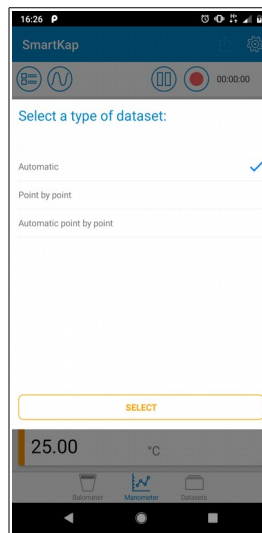 16:26
SmartKap
00:00:00
Select a type of dataset:
Automatic
Point by point
Automatic point by point
SELECT
25.00 °C
Balometer Manometer Datasets